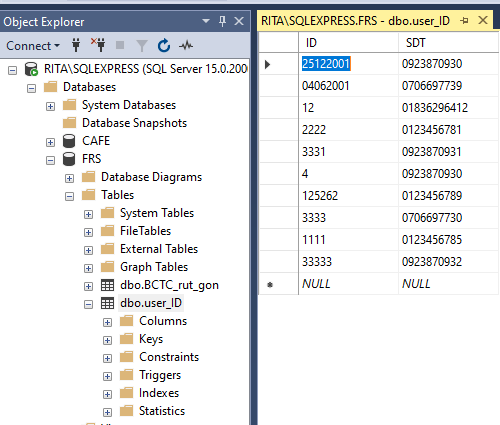 Object Explorer
Connect
RITA\SQLEXPRESS (SQL Server 15.0.200
Databases
System Databases
Database Snapshots
CAFE
FRS
Database Diagrams
Tables
System Tables
FileTables
External Tables
Graph Tables
dbo.BCTC_rut_gon
dbo.user_ID
Columns
Keys
Constraints
Triggers
Indexes
Statistics
RITA\SQLEXPRESS.FRS - dbo.user_ID
ID SDT
25122001 0923870930
04062001 0706697739
12 01836296412
2222 0123456781
3331 0923870931
4 0923870930
125262 0123456789
3333 0706697730
1111 0123456785
33333 0923870932
NULL NULL